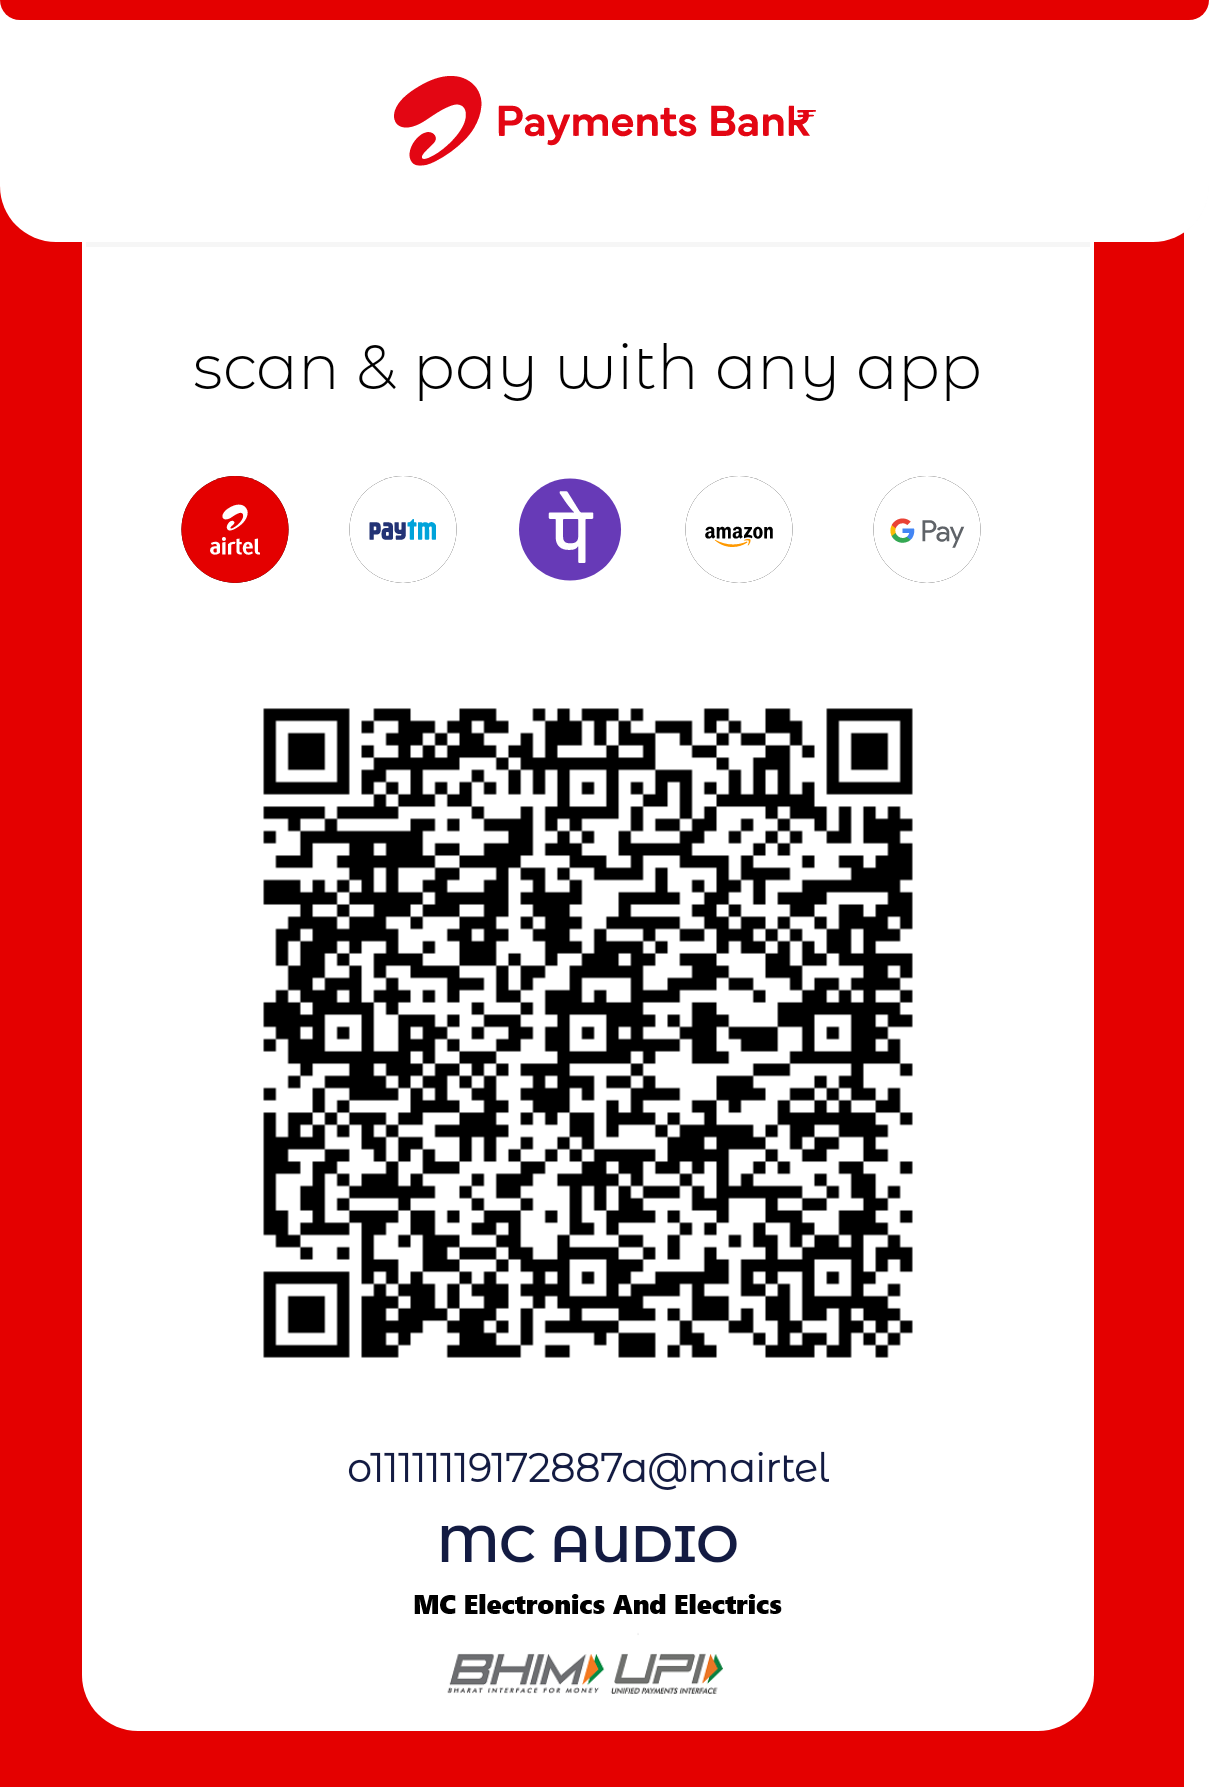 Payments Bank
scan & pay with any app
airtel
paytm
पे
amazon
G Pay
o11111119172887a@mairtel
MC AUDIO
MC Electronics And Electrics
BHIM UPI
BHARAT INTERFACE FOR MONEY UNIFIED PAYMENTS INTERFACE